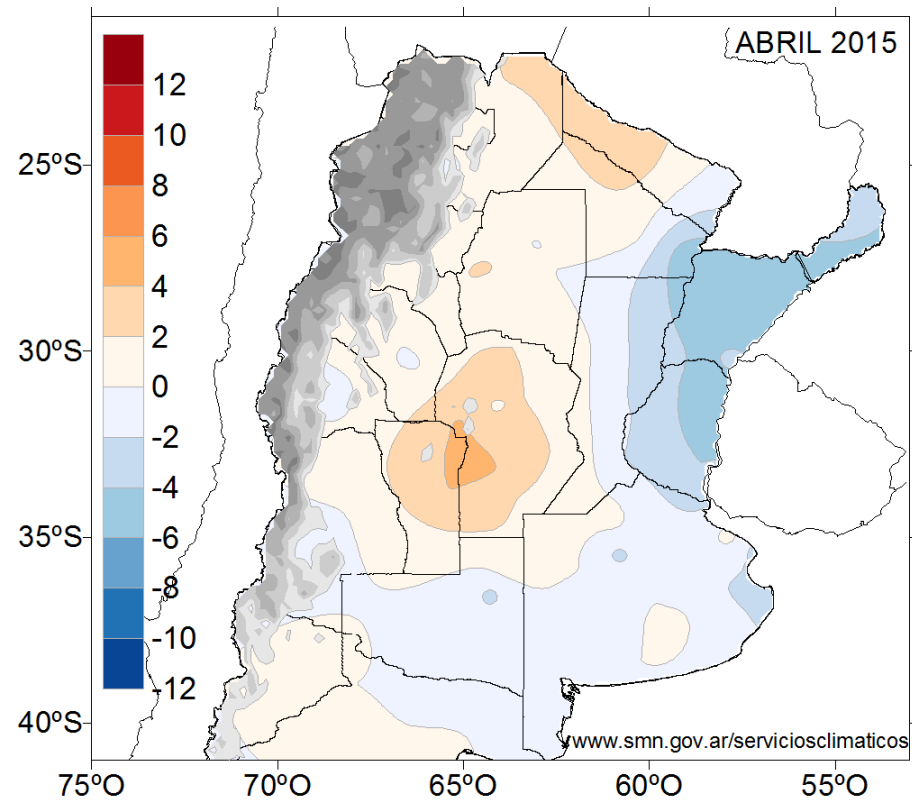 ABRIL 2015
12
10
8
6
4
2
0
-2
-4
-6
-8
-10
-12
25ºS
30ºS
35ºS
40ºS
www.smn.gov.ar/serviciosclimaticos
75ºO
70ºO
65ºO
60ºO
55ºO